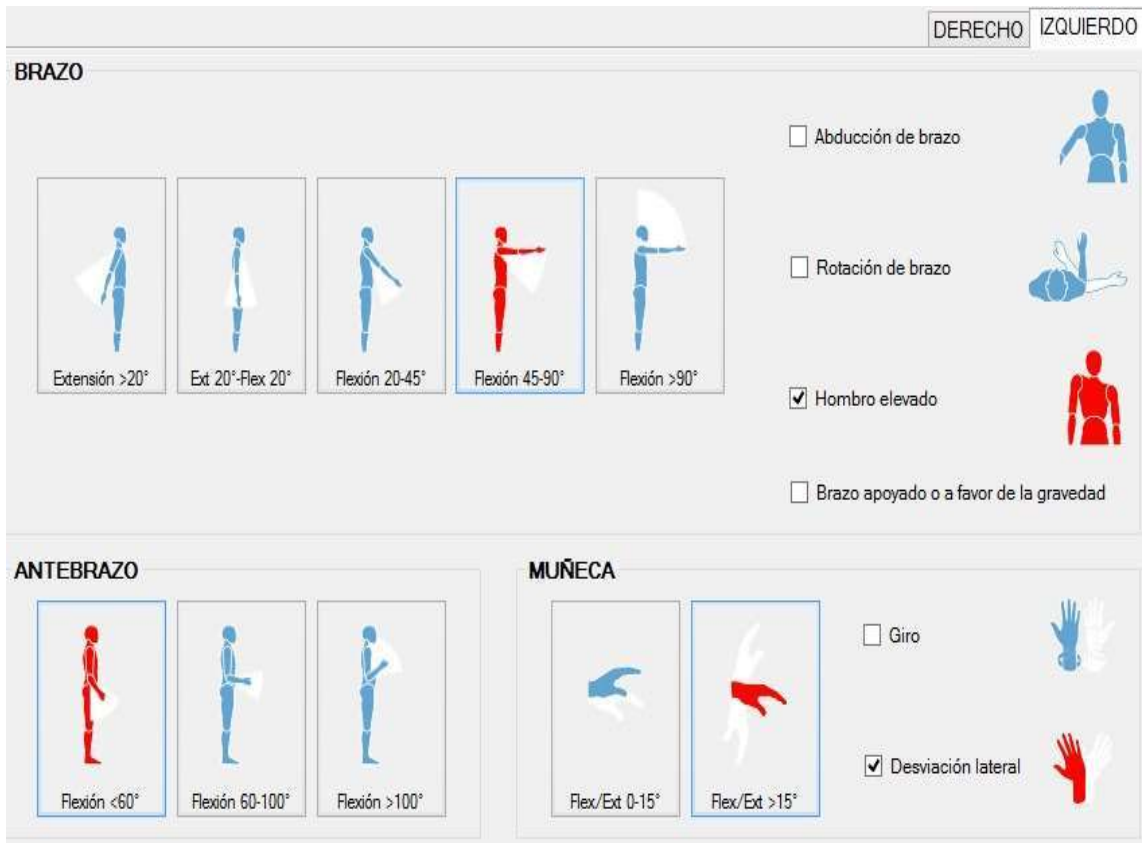 DERECHO IZQUIERDO
BRAZO
Abducción de brazo
Rotación de brazo
Extensión >20° Ext 20°-Flex 20° Flexión 20-45° Flexión 45-90° Flexión >90°
Hombro elevado
Brazo apoyado o a favor de la gravedad
ANTEBRAZO
Flexión <60° Flexión 60-100° Flexión >100°
MUÑECA
Giro
Desviación lateral
Flex/Ext 0-15° Flex/Ext >15°